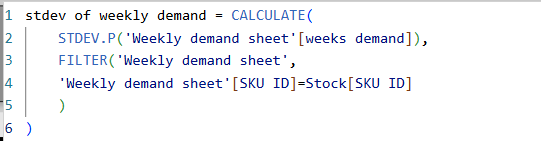 1 stdev of weekly demand = CALCULATE(
2     STDEV.P('Weekly demand sheet'[weeks demand]),
3     FILTER('Weekly demand sheet',
4     'Weekly demand sheet'[SKU ID]=Stock[SKU ID]
5     )
6 )